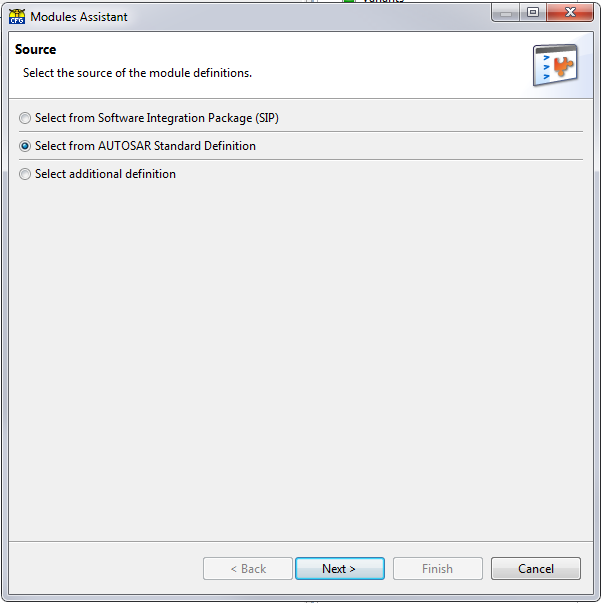 Modules Assistant
Source
Select the source of the module definitions.
Select from Software Integration Package (SIP)
Select from AUTOSAR Standard Definition
Select additional definition
< Back
Next >
Finish
Cancel